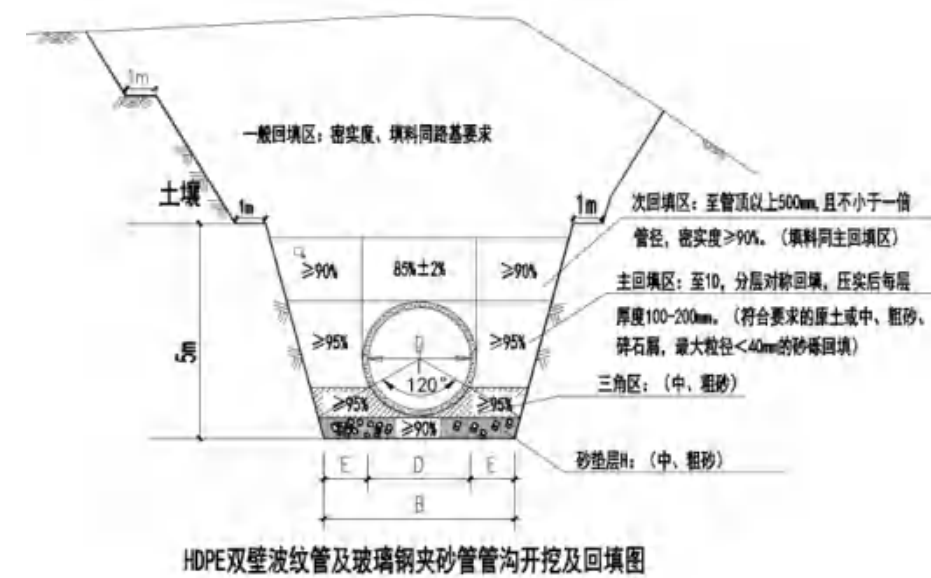 1m
一般回填区：密实度、填料同路基要求
土壤
1m
1m
次回填区：至管顶以上500mm,且不小于一倍
管径，密实度≥90%。（填料同主回填区）
≥90%
85%±2%
≥90%
主回填区：至1D，分层对称回填，压实后每层
厚度100-200mm。（符合要求的原土或中、粗砂、
碎石屑，最大粒径＜40mm的砂砾回填）
≥95%
D
≥95%
5m
120°
三角区：（中、粗砂）
≥95%
≥95%
≥90%
砂垫层H：（中、粗砂）
E
D
E
B
HDPE双壁波纹管及玻璃钢夹砂管管沟开挖及回填图